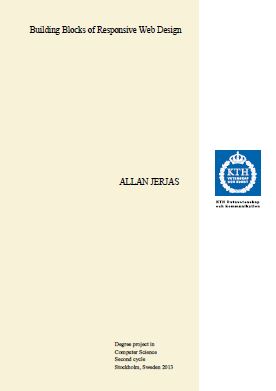 Building Blocks of Responsive Web Design
ALLAN JERJAS
KTH
VETENSKAP
OCH KONST
KTH Datavetenskap
och kommunikation
Degree project in
Computer Science
Second cycle
Stockholm, Sweden 2013